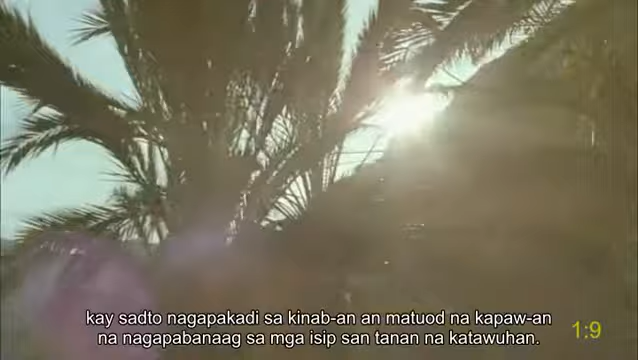 kay sadto nagapakadi sa kinab-an an matuod na kapaw-an
na nagapabanaag sa mga isip san tanan na katawuhan.
1:9